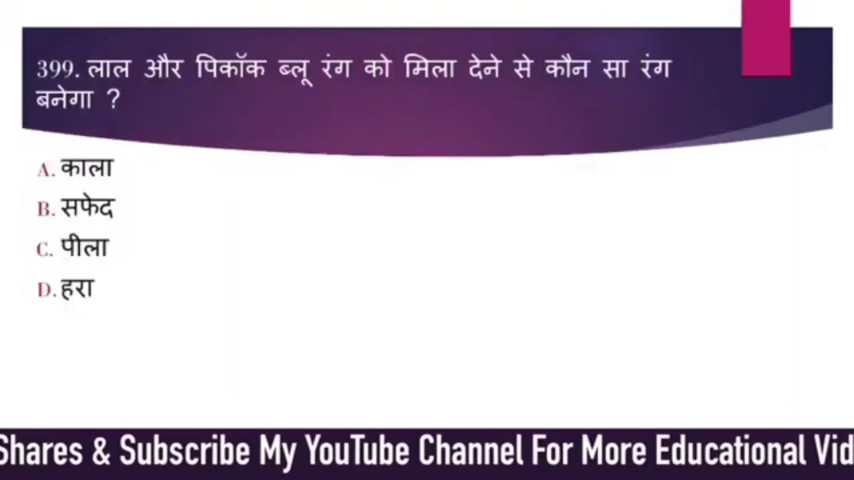 399. लाल और पिकॉक ब्लू रंग को मिला देने से कौन सा रंग
बनेगा ?
A. काला
B. सफेद
C. पीला
D. हरा
Shares & Subscribe My YouTube Channel For More Educational Vid